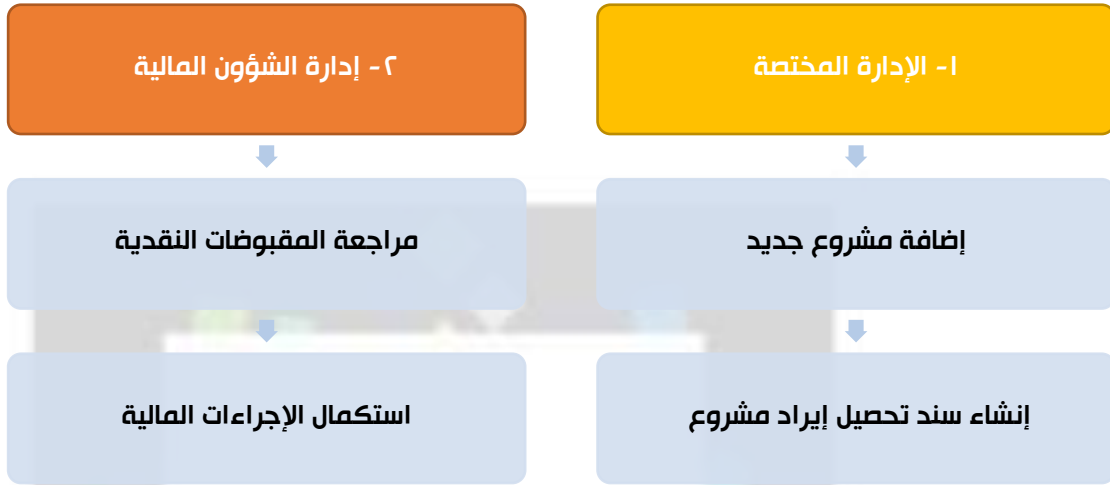 ١- الإدارة المختصة
إضافة مشروع جديد
إنشاء سند تحصيل إيراد مشروع
٢- إدارة الشؤون المالية
مراجعة المقبوضات النقدية
استكمال الإجراءات المالية